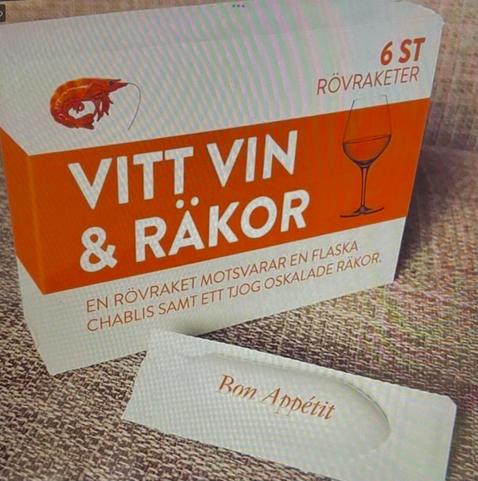 6 ST
RÖVRAKETER
VITT VIN
& RÄKOR
EN RÖVRAKET MOTSVARAR EN FLASKA
CHABLIS SAMT ETT TJOG OSKALADE RÄKOR.
Bon Appétit